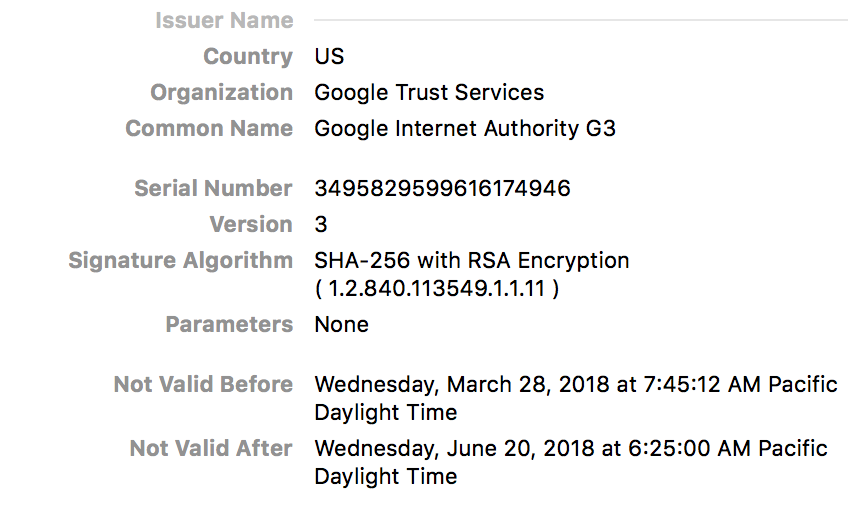 Issuer Name
Country US
Organization Google Trust Services
Common Name Google Internet Authority G3
Serial Number 3495829599616174946
Version 3
Signature Algorithm SHA-256 with RSA Encryption
( 1.2.840.113549.1.1.11 )
Parameters None
Not Valid Before Wednesday, March 28, 2018 at 7:45:12 AM Pacific
Daylight Time
Not Valid After Wednesday, June 20, 2018 at 6:25:00 AM Pacific
Daylight Time